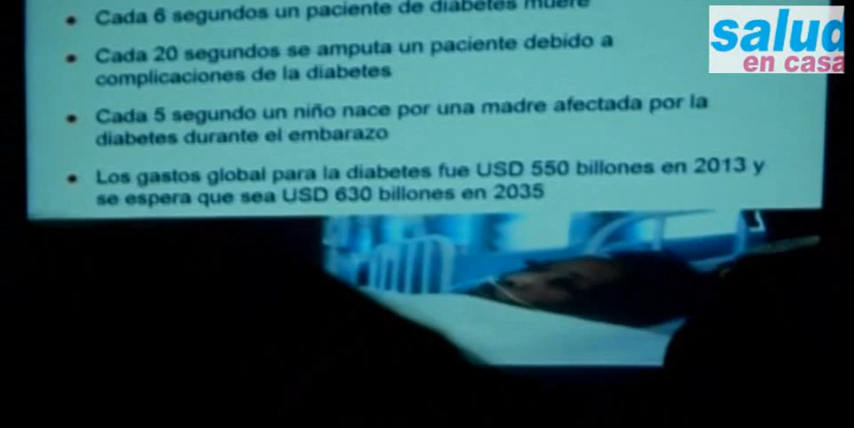 • Cada 6 segundos un paciente de diabetes muere
• Cada 20 segundos se amputa un paciente debido a
complicaciones de la diabetes
• Cada 5 segundo un niño nace por una madre afectada por la
diabetes durante el embarazo
• Los gastos global para la diabetes fue USD 550 billones en 2013 y
se espera que sea USD 630 billones en 2035
salud
en casa